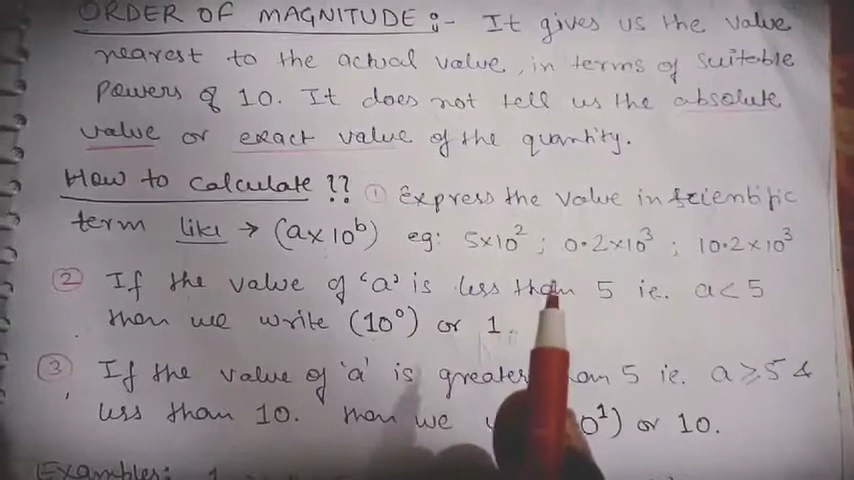 ORDER OF MAGNITUDE :- It gives us the value
nearest to the actual value, in terms of suitable
Powers of 10. It does not tell us the absolute
value or exact value of the quantity.
How to calculate ?? ① Express the value in scientific
term like → (a×10ᵇ) eg: 5×10² ; 0.2×10³ ; 10.2×10³
② If the value of 'a' is less than 5 ie. a<5
then we write (10⁰) or 1.
③ If the value of 'a' is greater than 5 ie. a≥5 &
less than 10. Then we 0¹) or 10.
Examples: